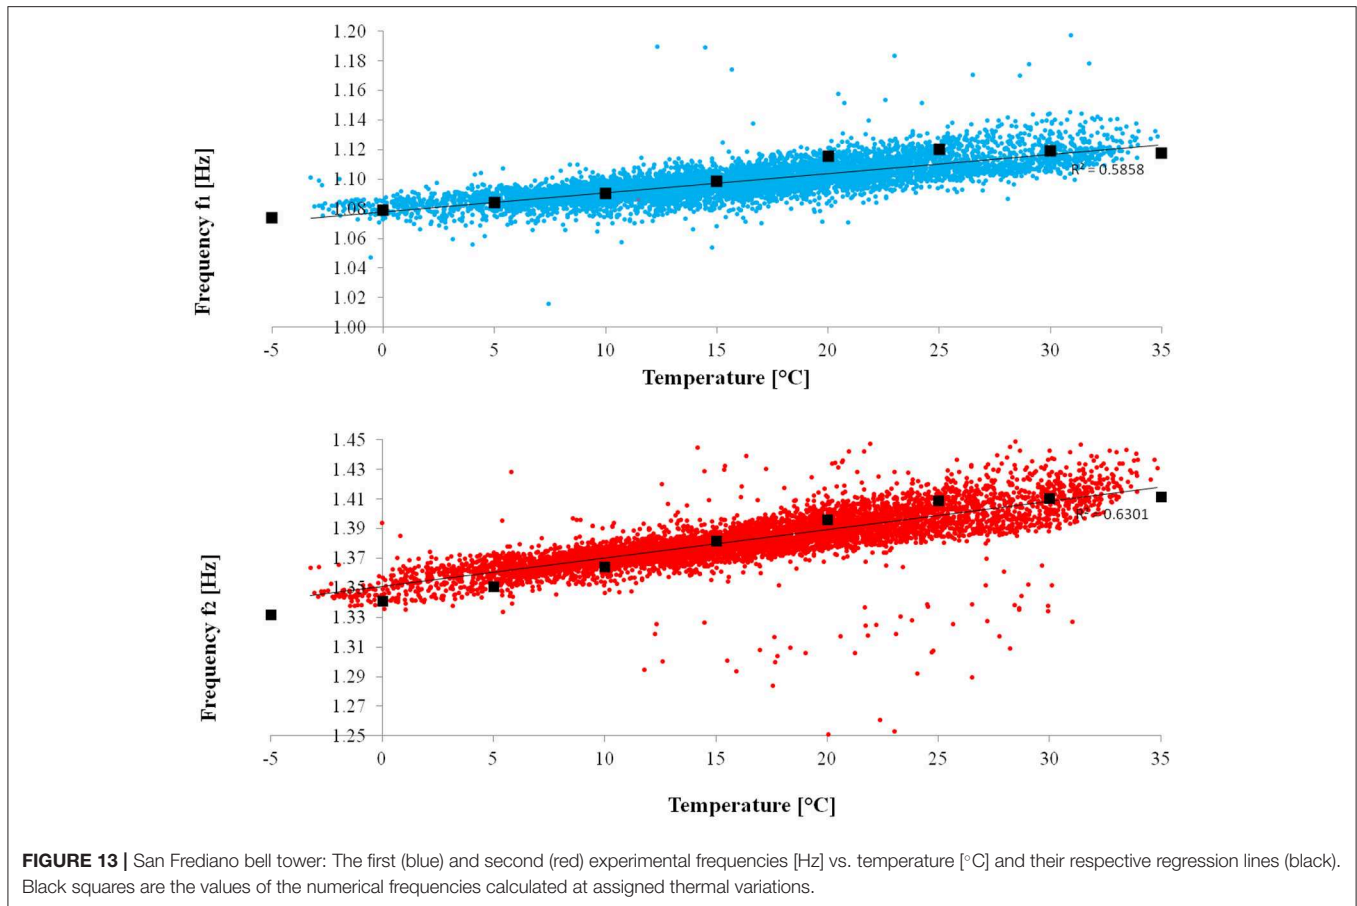 1.20
1.18
1.16
1.14
1.12
1.10
1.08
1.06
1.04
1.02
1.00
Frequency f1 [Hz]
R² = 0.5858
-5 0 5 10 15 20 25 30 35
Temperature [°C]
1.45
1.43
1.41
1.39
1.37
1.35
1.33
1.31
1.29
1.27
1.25
Frequency f2 [Hz]
R² = 0.6301
-5 0 5 10 15 20 25 30 35
Temperature [°C]
FIGURE 13 | San Frediano bell tower: The first (blue) and second (red) experimental frequencies [Hz] vs. temperature [°C] and their respective regression lines (black).
Black squares are the values of the numerical frequencies calculated at assigned thermal variations.